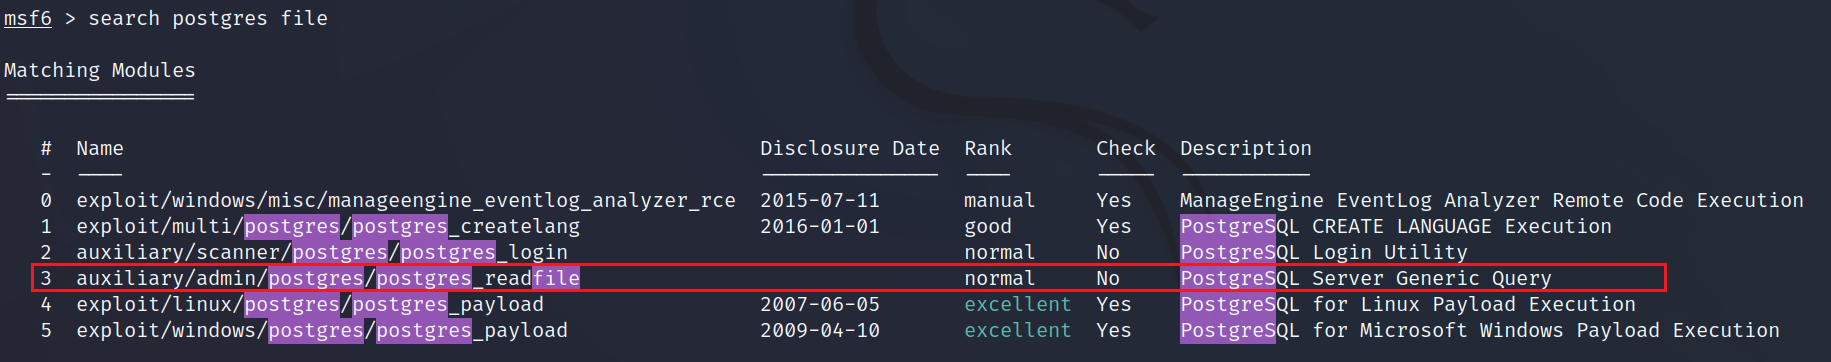 msf6 > search postgres file
Matching Modules
================
# Name Disclosure Date Rank Check Description
- ---- --------------- ---- ----- -----------
0 exploit/windows/misc/manageengine_eventlog_analyzer_rce 2015-07-11 manual Yes ManageEngine EventLog Analyzer Remote Code Execution
1 exploit/multi/postgres/postgres_createlang 2016-01-01 good Yes PostgreSQL CREATE LANGUAGE Execution
2 auxiliary/scanner/postgres/postgres_login normal No PostgreSQL Login Utility
3 auxiliary/admin/postgres/postgres_readfile normal No PostgreSQL Server Generic Query
4 exploit/linux/postgres/postgres_payload 2007-06-05 excellent Yes PostgreSQL for Linux Payload Execution
5 exploit/windows/postgres/postgres_payload 2009-04-10 excellent Yes PostgreSQL for Microsoft Windows Payload Execution